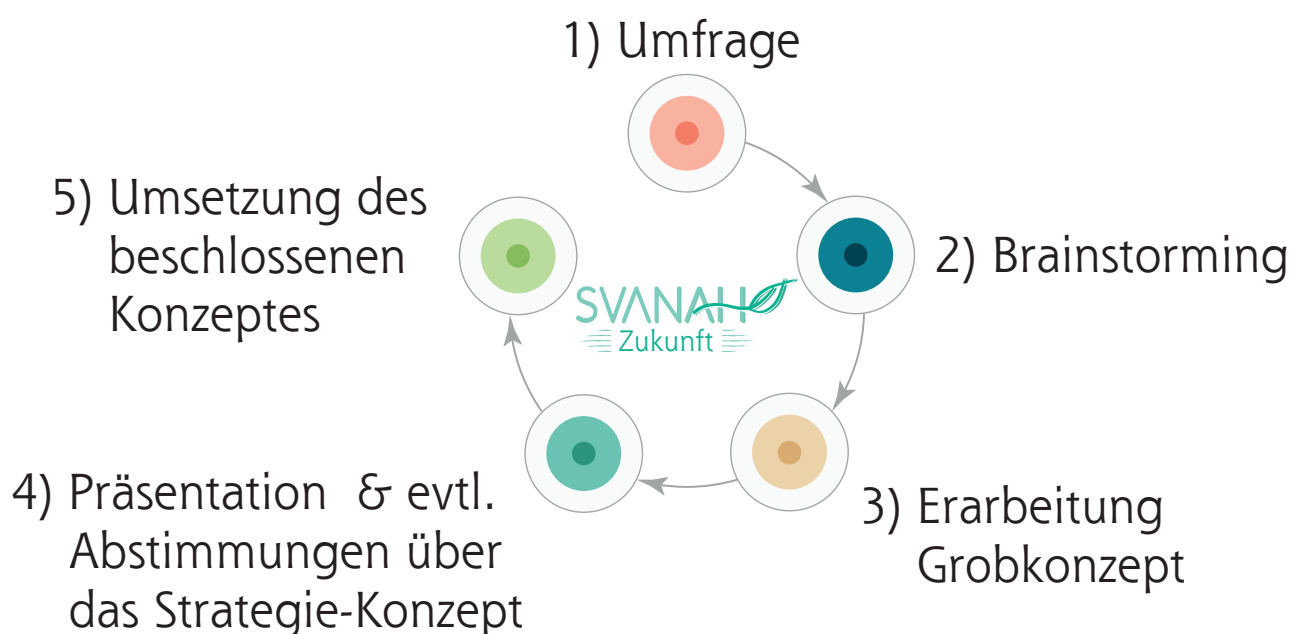 1) Umfrage
2) Brainstorming
3) Erarbeitung
Grobkonzept
4) Präsentation & evtl.
Abstimmungen über
das Strategie-Konzept
5) Umsetzung des
beschlossenen
Konzeptes
SVANAH
Zukunft